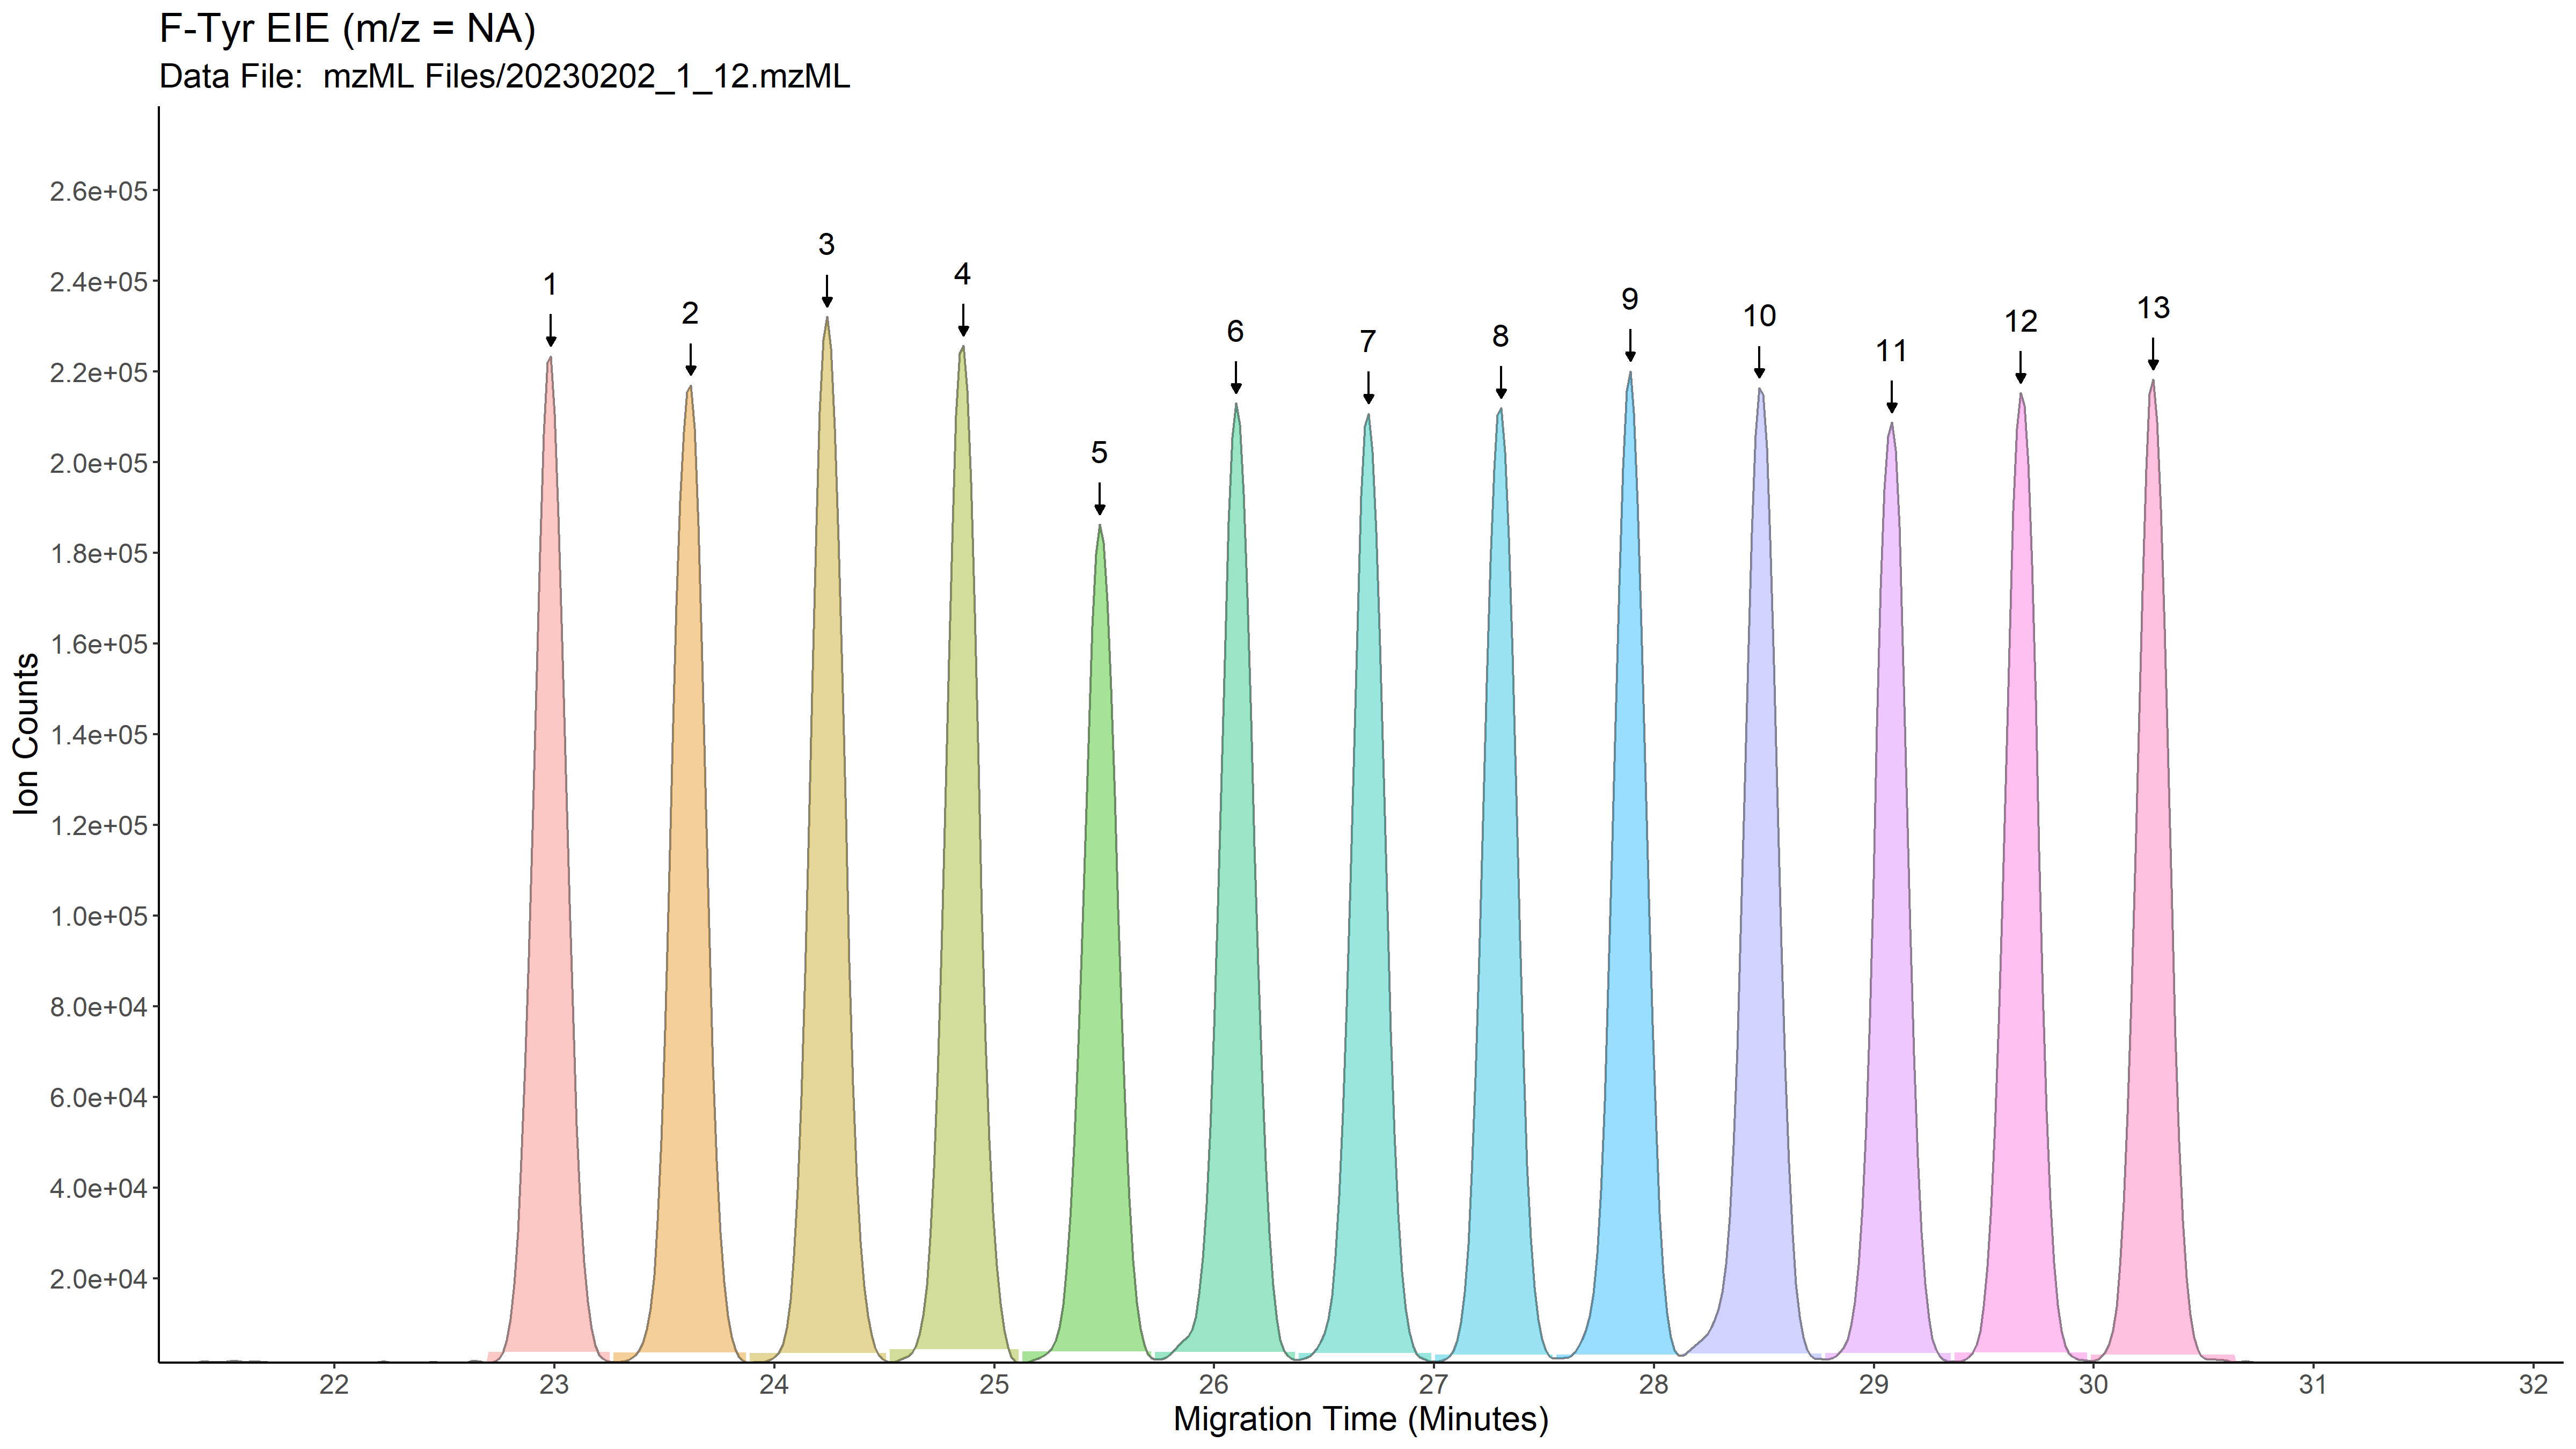 F-Tyr EIE (m/z = NA)
Data File:  mzML Files/20230202_1_12.mzML
Ion Counts
2.6e+05
2.4e+05
2.2e+05
2.0e+05
1.8e+05
1.6e+05
1.4e+05
1.2e+05
1.0e+05
8.0e+04
6.0e+04
4.0e+04
2.0e+04
1
2
3
4
5
6
7
8
9
10
11
12
13
22 23 24 25 26 27 28 29 30 31 32
Migration Time (Minutes)